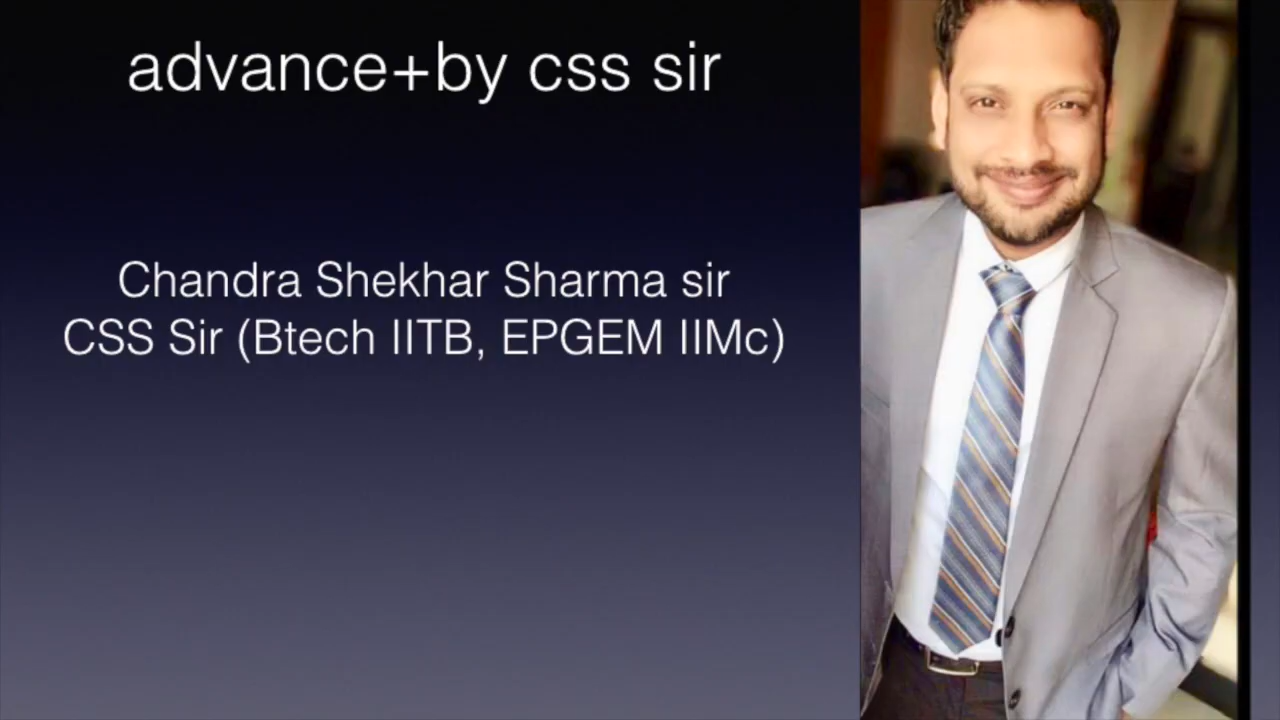 advance+by css sir
Chandra Shekhar Sharma sir
CSS Sir (Btech IITB, EPGEM IIMc)